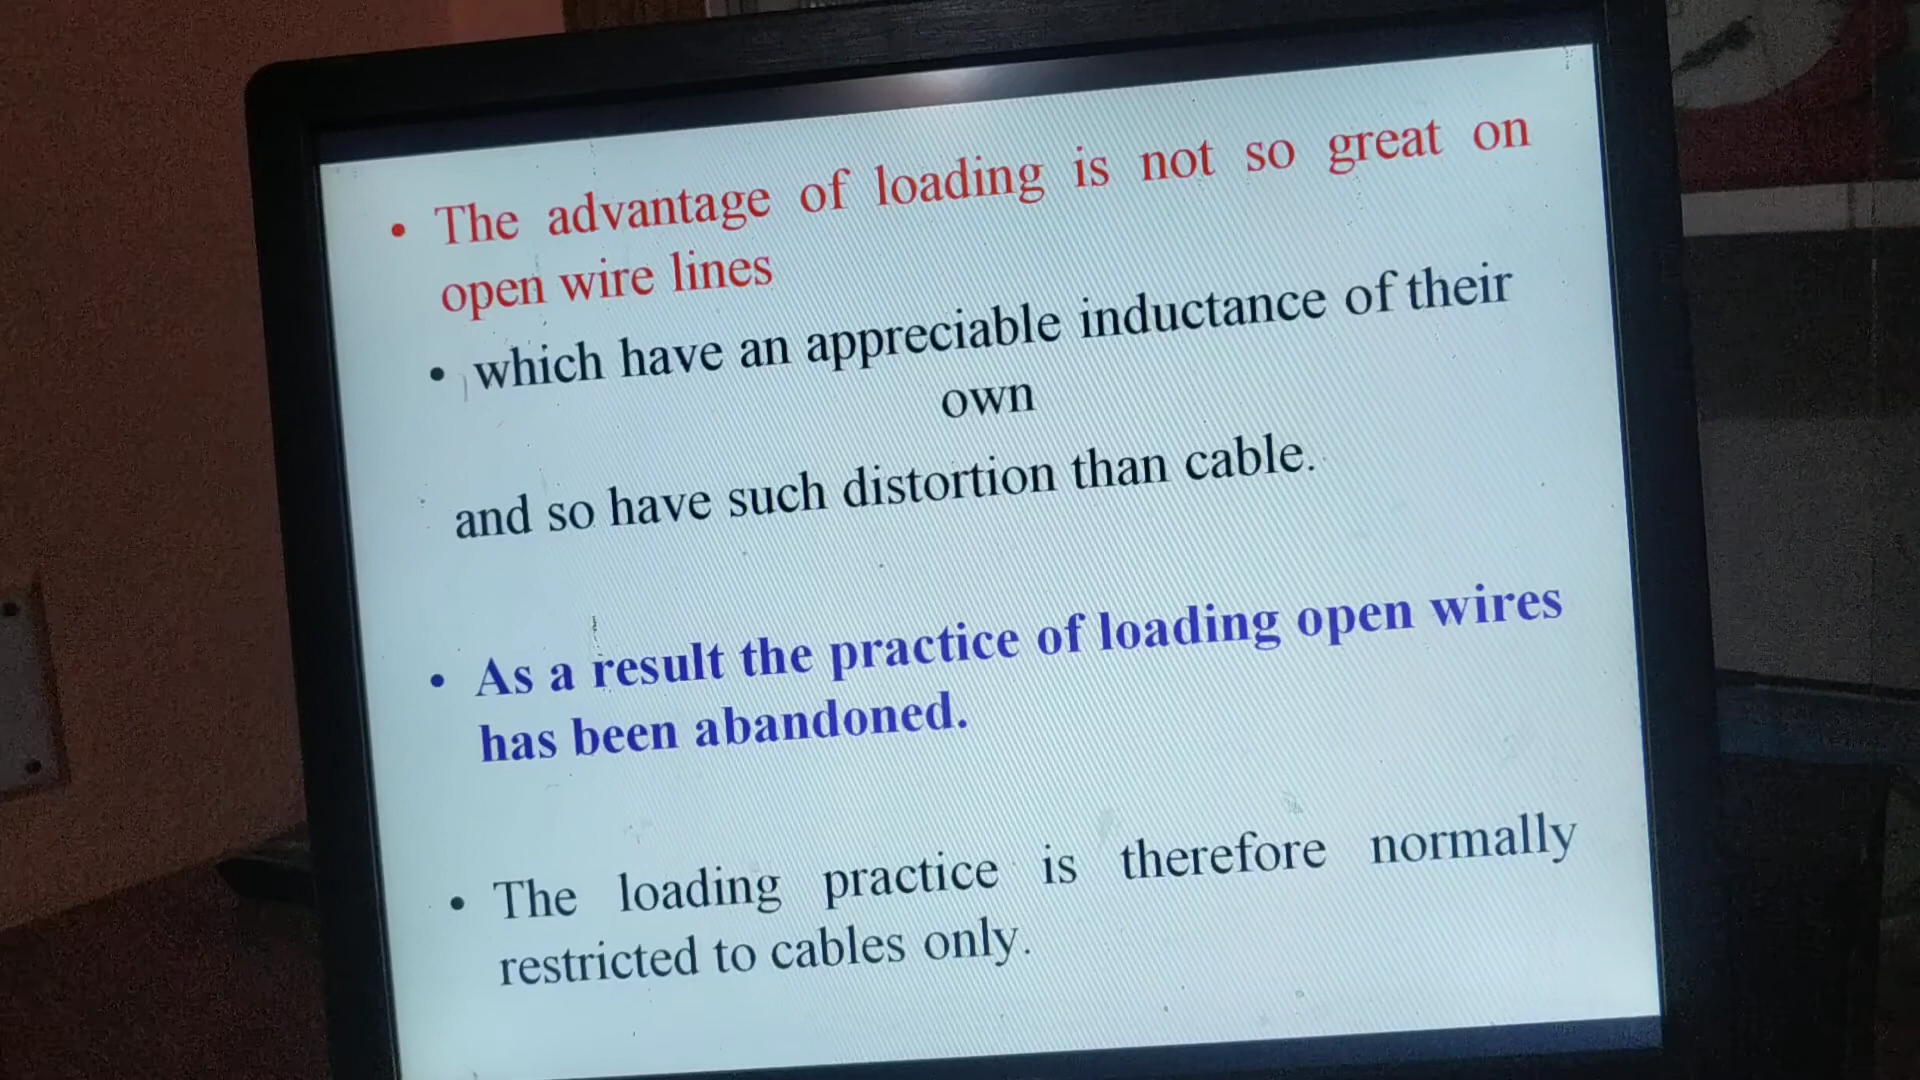 • The advantage of loading is not so great on
open wire lines
• which have an appreciable inductance of their
own
and so have such distortion than cable.
• As a result the practice of loading open wires
has been abandoned.
• The loading practice is therefore normally
restricted to cables only.